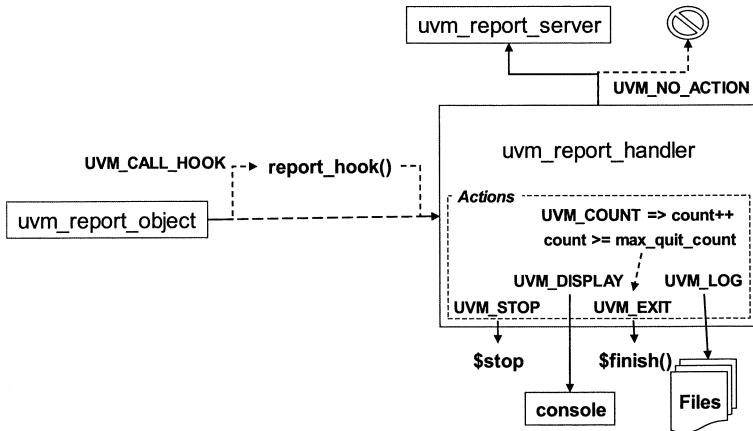 uvm_report_server
UVM_NO_ACTION
uvm_report_handler
UVM_CALL_HOOK
report_hook()
uvm_report_object
Actions
UVM_COUNT => count++
count >= max_quit_count
UVM_DISPLAY
UVM_LOG
UVM_STOP
UVM_EXIT
$stop
$finish()
console
Files